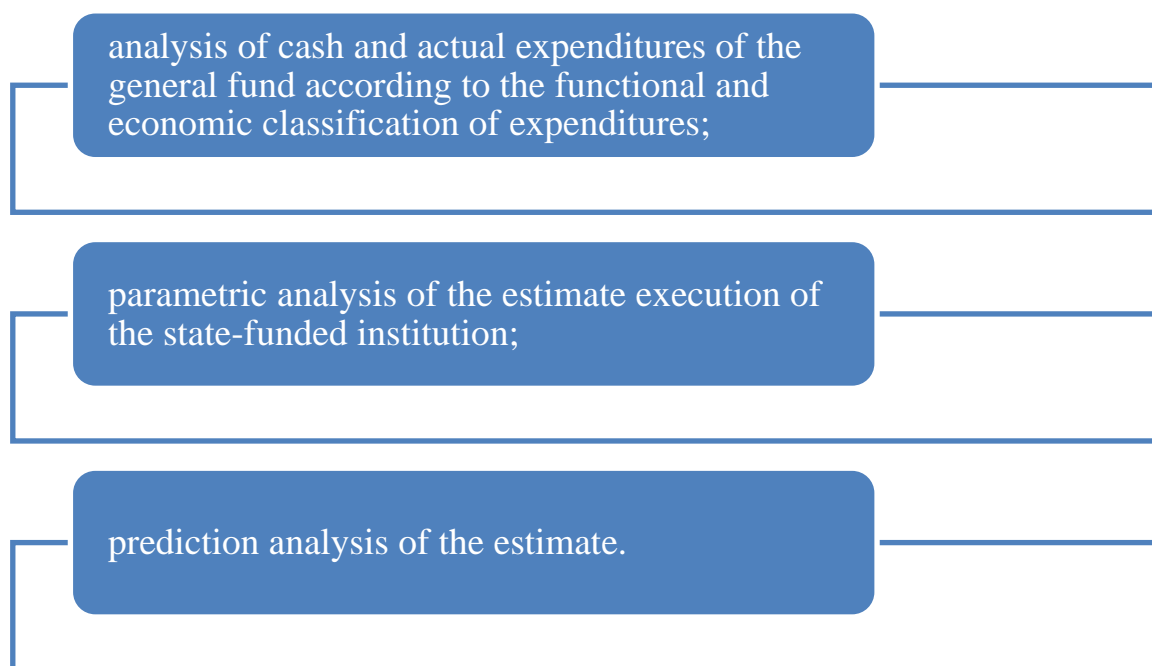 analysis of cash and actual expenditures of the
general fund according to the functional and
economic classification of expenditures;
parametric analysis of the estimate execution of
the state-funded institution;
prediction analysis of the estimate.